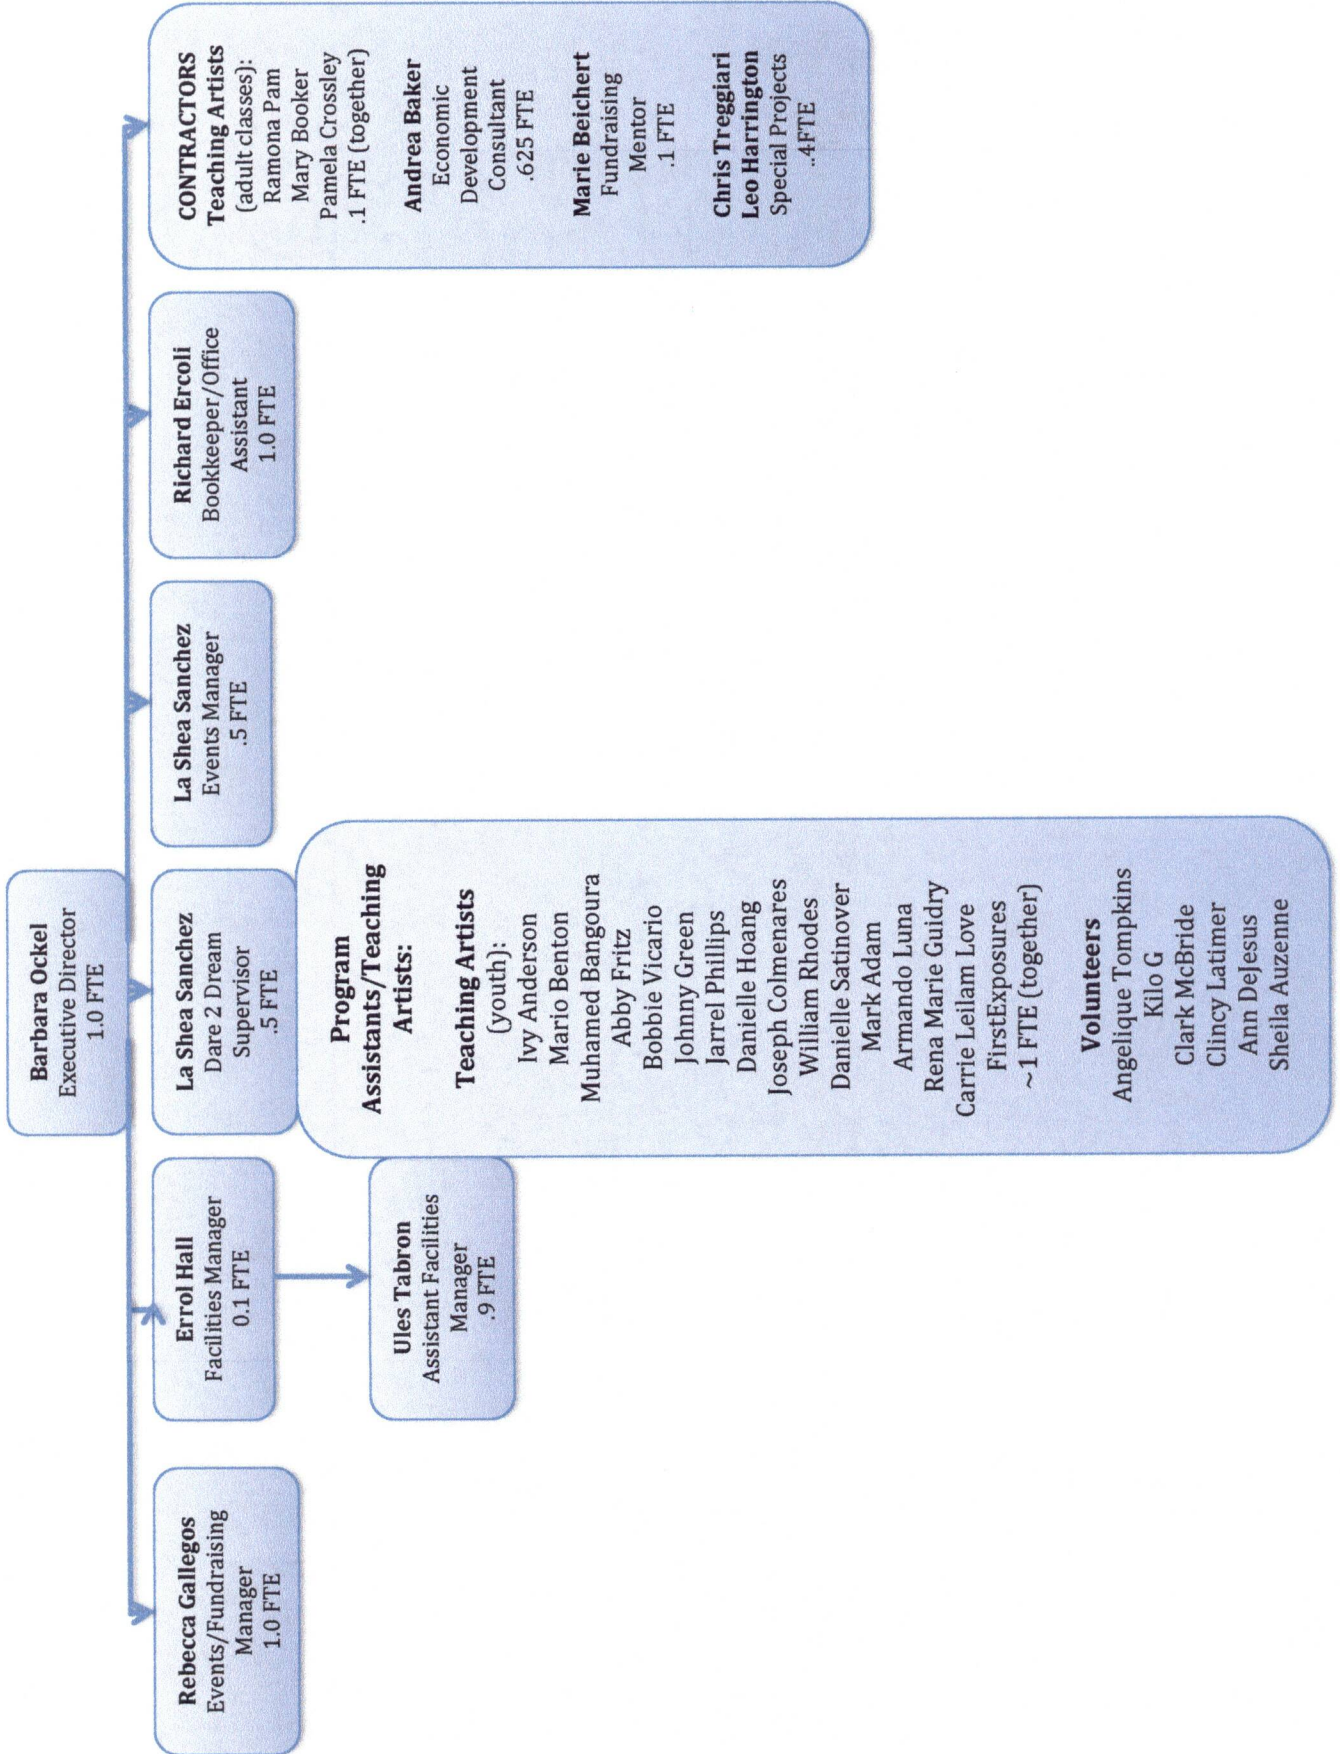 Barbara Ockel
Executive Director
1.0 FTE
Rebecca Gallegos
Events/Fundraising
Manager
1.0 FTE
Errol Hall
Facilities Manager
0.1 FTE
Ules Tabron
Assistant Facilities
Manager
.9 FTE
La Shea Sanchez
Dare 2 Dream
Supervisor
.5 FTE
Program
Assistants/Teaching
Artists:
Teaching Artists
(youth):
Ivy Anderson
Mario Benton
Muhamed Bangoura
Abby Fritz
Bobbie Vicario
Johnny Green
Jarrel Phillips
Danielle Hoang
Joseph Colmenares
William Rhodes
Danielle Satinover
Mark Adam
Armando Luna
Rena Marie Guidry
Carrie Leilam Love
FirstExposures
~1 FTE (together)
Volunteers
Angelique Tompkins
Kilo G
Clark McBride
Clincy Latimer
Ann DeJesus
Sheila Auzenne
La Shea Sanchez
Events Manager
.5 FTE
Richard Ercoli
Bookkeeper/Office
Assistant
1.0 FTE
CONTRACTORS
Teaching Artists
(adult classes):
Ramona Pam
Mary Booker
Pamela Crossley
.1 FTE (together)
Andrea Baker
Economic
Development
Consultant
.625 FTE
Marie Beichert
Fundraising
Mentor
.1 FTE
Chris Treggiari
Leo Harrington
Special Projects
..4FTE